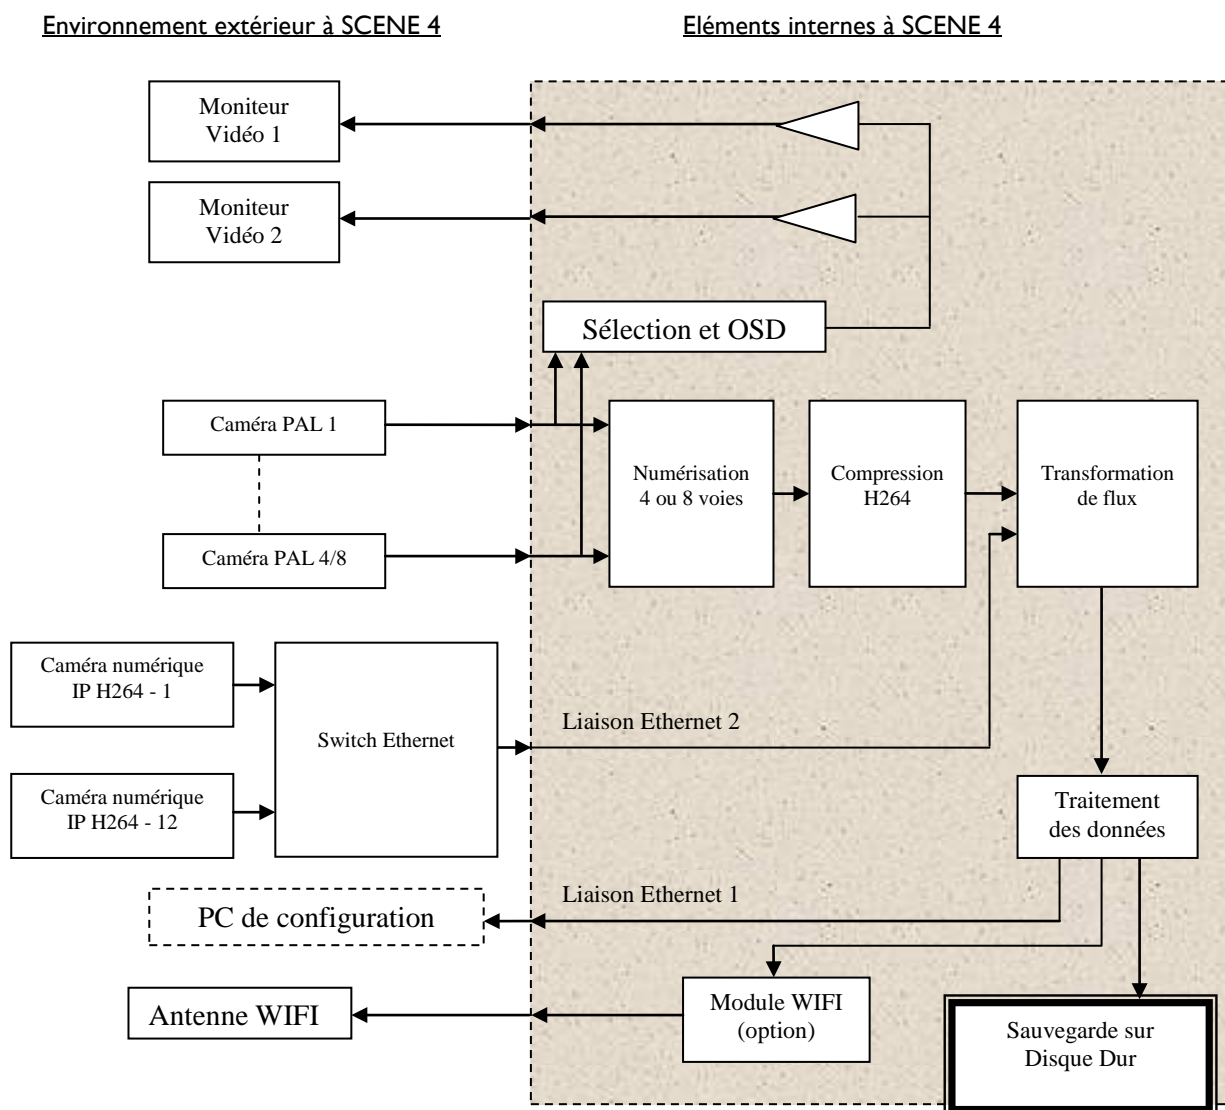 Environnement extérieur à SCENE 4
Eléments internes à SCENE 4
Moniteur
Vidéo 1
Moniteur
Vidéo 2
Sélection et OSD
Caméra PAL 1
Numérisation
4 ou 8 voies
Compression
H264
Transformation
de flux
Caméra PAL 4/8
Caméra numérique
IP H264 - 1
Switch Ethernet
Liaison Ethernet 2
Caméra numérique
IP H264 - 12
Traitement
des données
Liaison Ethernet 1
PC de configuration
Antenne WIFI
Module WIFI
(option)
Sauvegarde sur
Disque Dur